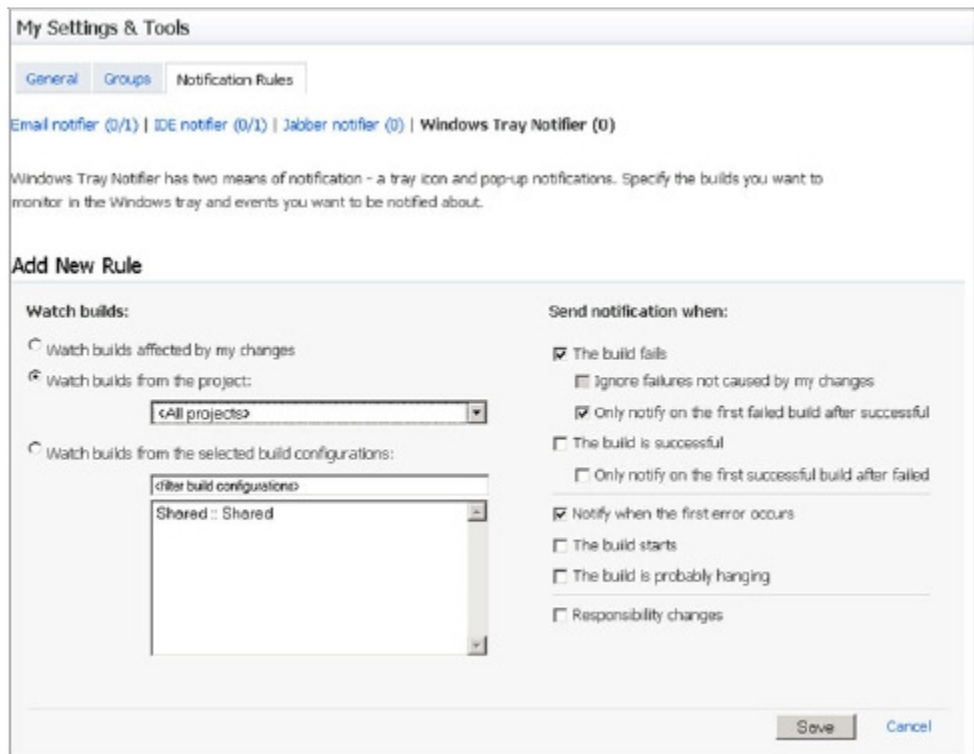 My Settings & Tools
General Groups Notification Rules
Email notifier (0/1) | IDE notifier (0/1) | Jabber notifier (0) | Windows Tray Notifier (0)
Windows Tray Notifier has two means of notification - a tray icon and pop-up notifications. Specify the builds you want to
monitor in the Windows tray and events you want to be notified about.
Add New Rule
Watch builds:
Watch builds affected by my changes
Watch builds from the project:
<All projects>
Watch builds from the selected build configurations:
<filter build configurations>
Shared :: Shared
Send notification when:
The build fails
Ignore failures not caused by my changes
Only notify on the first failed build after successful
The build is successful
Only notify on the first successful build after failed
Notify when the first error occurs
The build starts
The build is probably hanging
Responsibility changes
Save Cancel